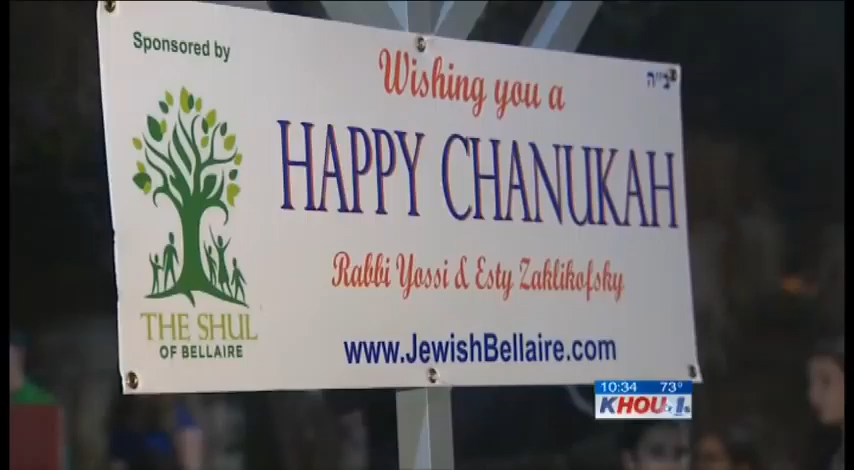 Sponsored by
THE SHUL
OF BELLAIRE
ב״ה
Wishing you a
HAPPY CHANUKAH
Rabbi Yossi & Esty Zaklikofsky
www.JewishBellaire.com
10:34 73°
KHOU 11